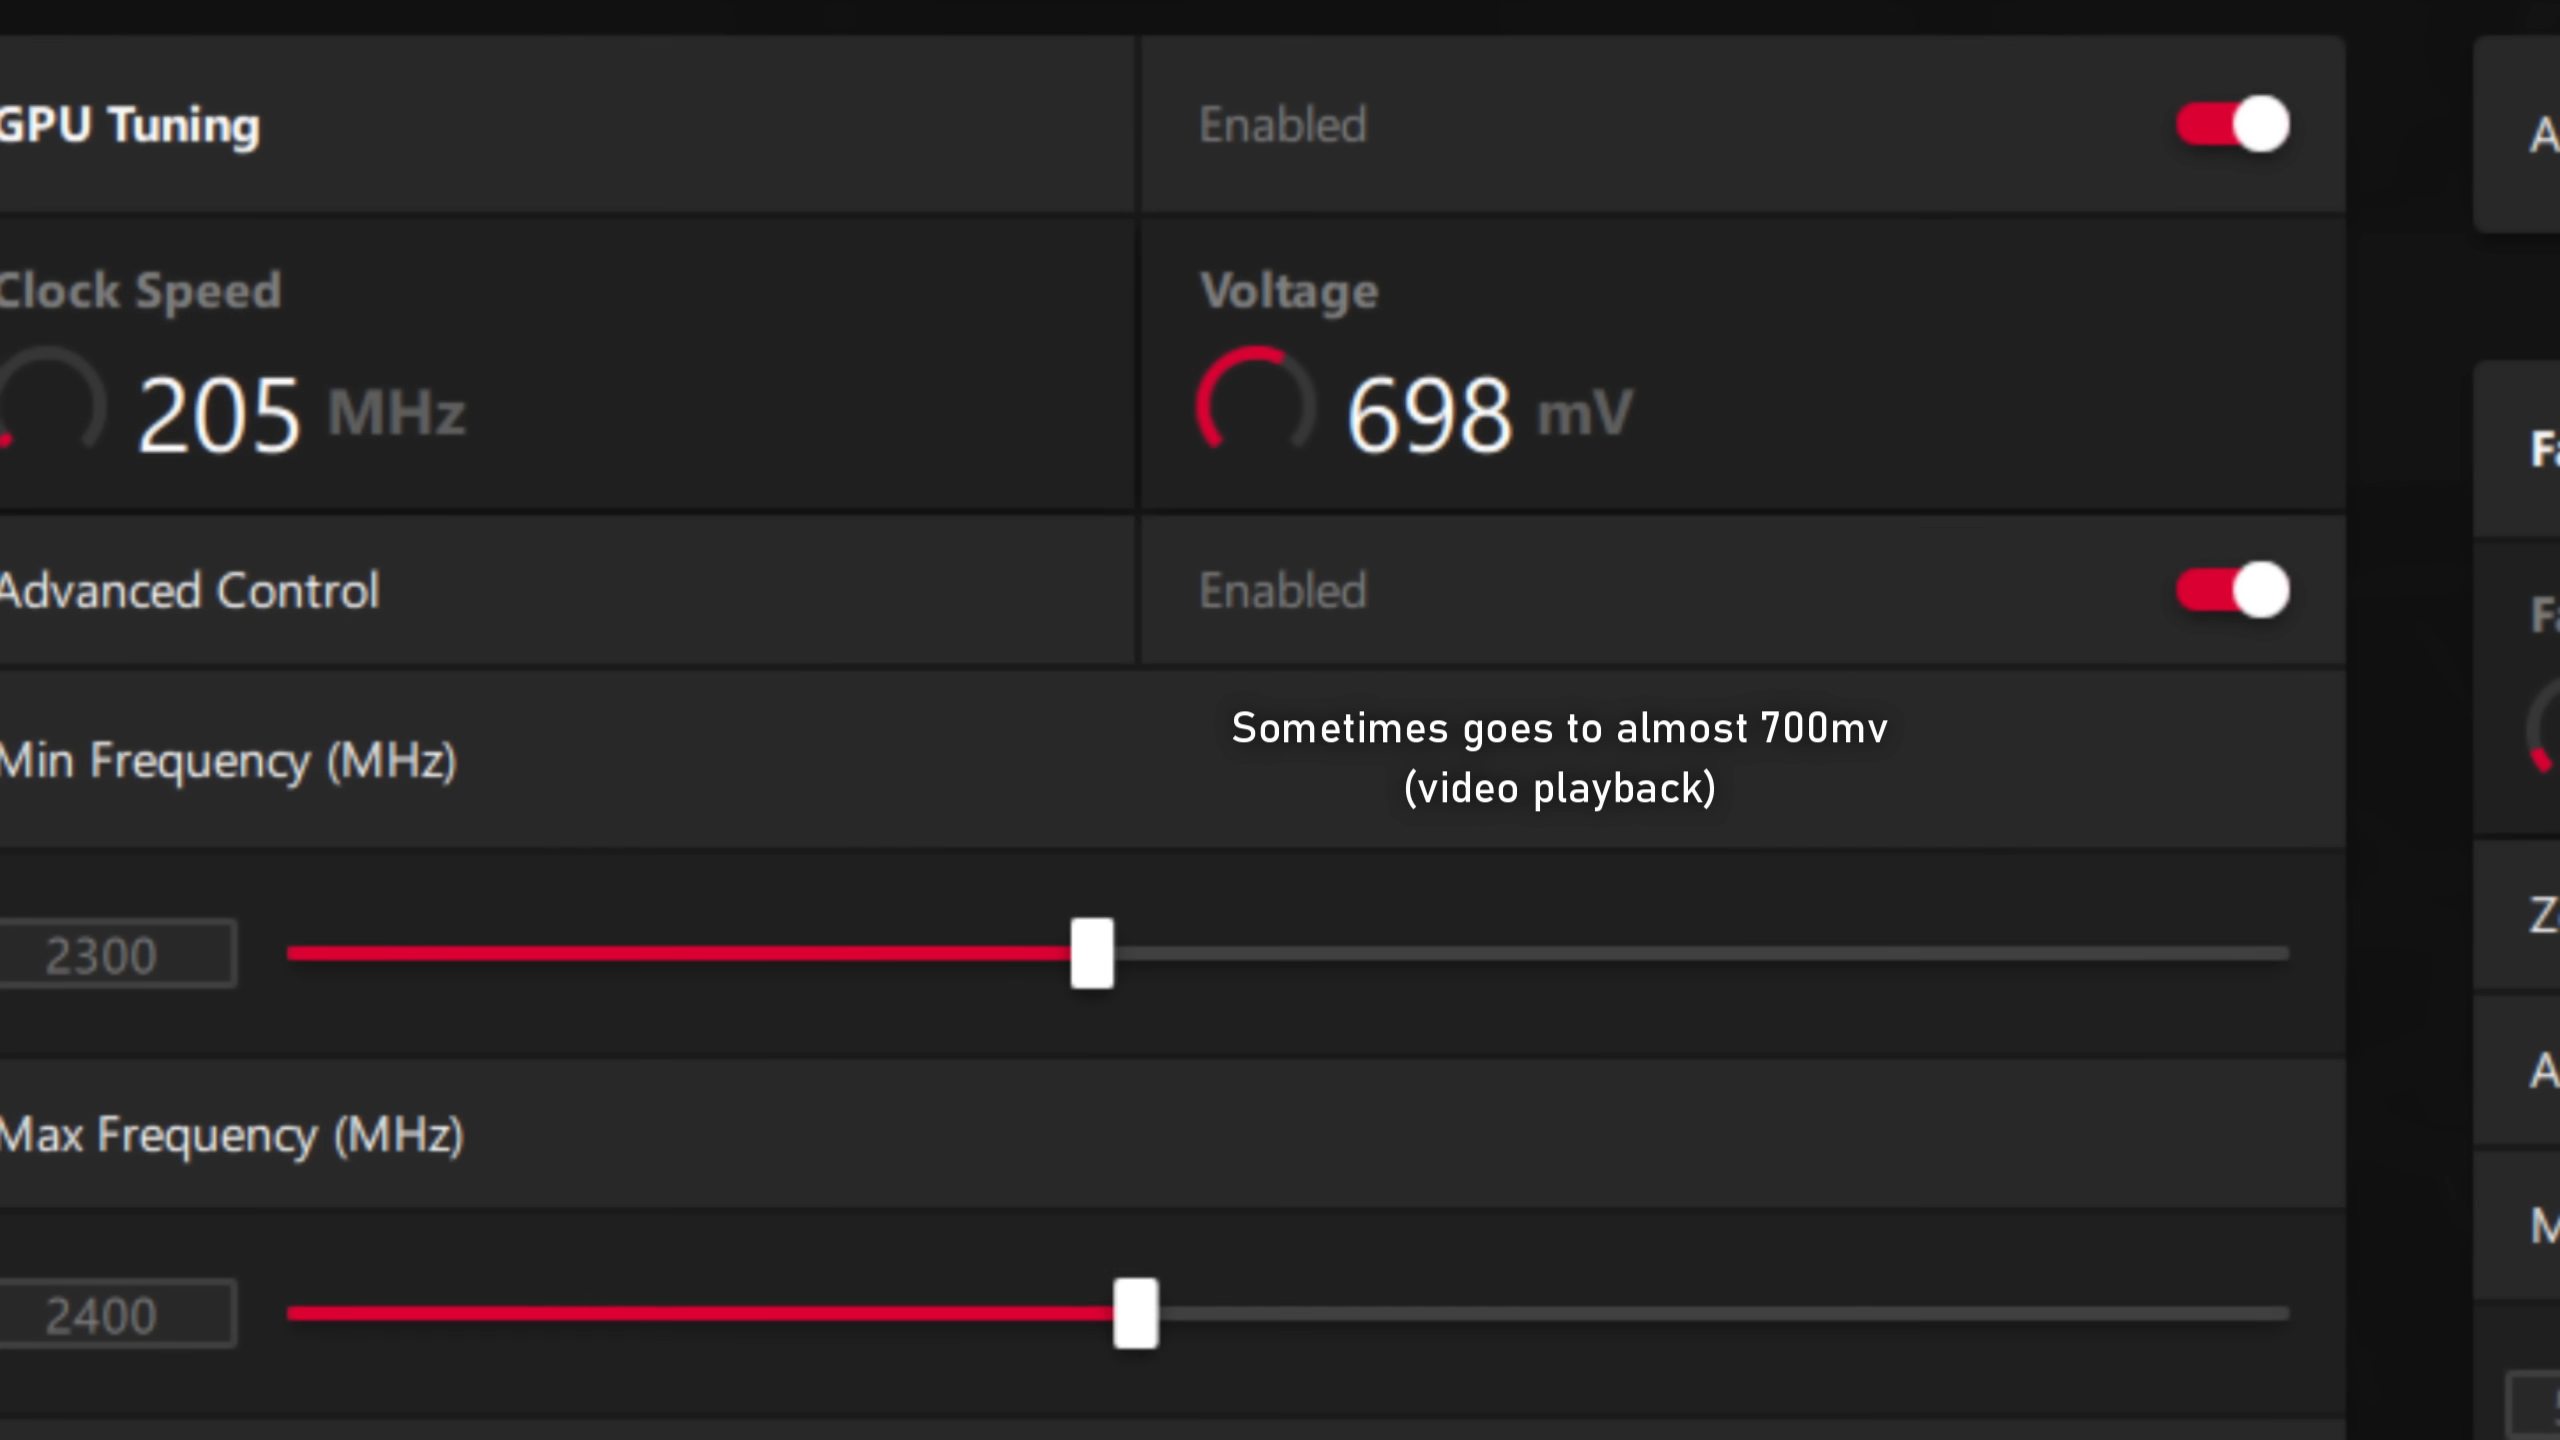 GPU Tuning
Enabled
Clock Speed
Voltage
205 MHz
698 mV
Advanced Control
Enabled
Min Frequency (MHz)
Sometimes goes to almost 700mv
(video playback)
2300
Max Frequency (MHz)
2400